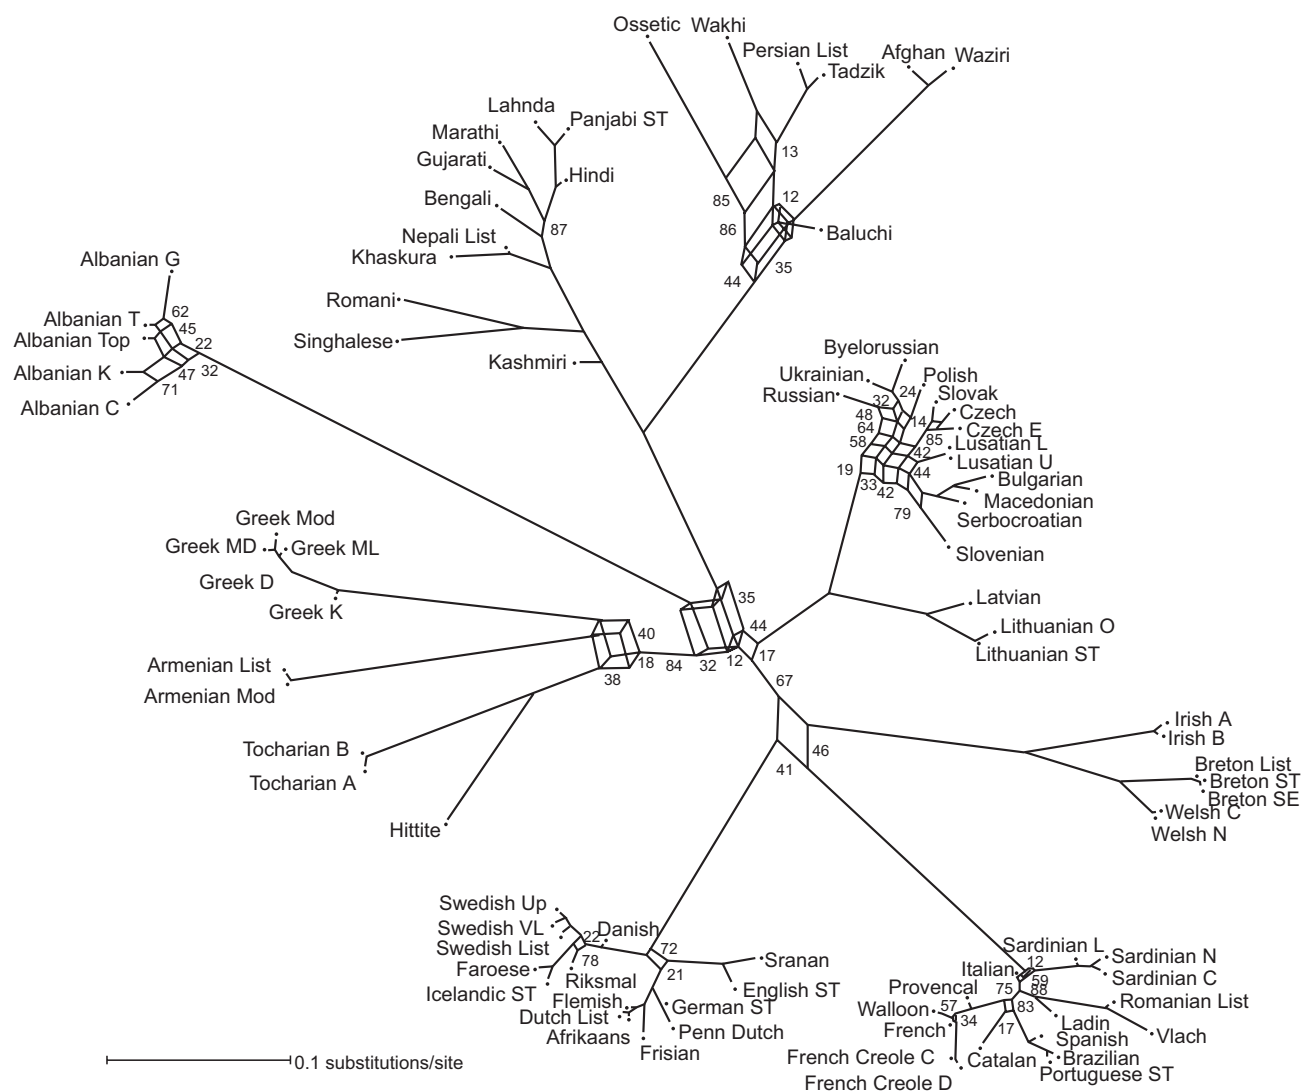 Ossetic Wakhi
Persian List
Tadzik
Afghan
Waziri
Lahnda
Panjabi ST
Marathi
Gujarati
Hindi
Bengali
Nepali List
Khaskura
87
13
12
85
86
Baluchi
44
35
Romani
Singhalese
Kashmiri
Albanian G
Albanian T
Albanian Top
Albanian K
Albanian C
62
45
22
32
47
71
Byelorussian
Ukrainian
Russian
Polish
Slovak
Czech
Czech E
Lusatian L
Lusatian U
Bulgarian
Macedonian
Serbocroatian
Slovenian
24
32
48
14
64
58
85
42
44
19
33
42
79
Latvian
Lithuanian O
Lithuanian ST
Greek Mod
Greek MD
Greek ML
Greek D
Greek K
Armenian List
Armenian Mod
Tocharian B
Tocharian A
Hittite
35
44
40
18
84
32
12
17
38
67
46
41
Irish A
Irish B
Breton List
Breton ST
Breton SE
Welsh C
Welsh N
Swedish Up
Swedish VL
Swedish List
Danish
Faroese
Icelandic ST
Riksmal
Flemish
Dutch List
Afrikaans
Frisian
German ST
Penn Dutch
Sranan
English ST
22
78
72
21
Sardinian L
Sardinian N
Sardinian C
Italian
Provencal
Walloon
French
French Creole C
French Creole D
Catalan
Romanian List
Vlach
Ladin
Spanish
Brazilian
Portuguese ST
12
59
75
88
57
34
83
17
0.1 substitutions/site